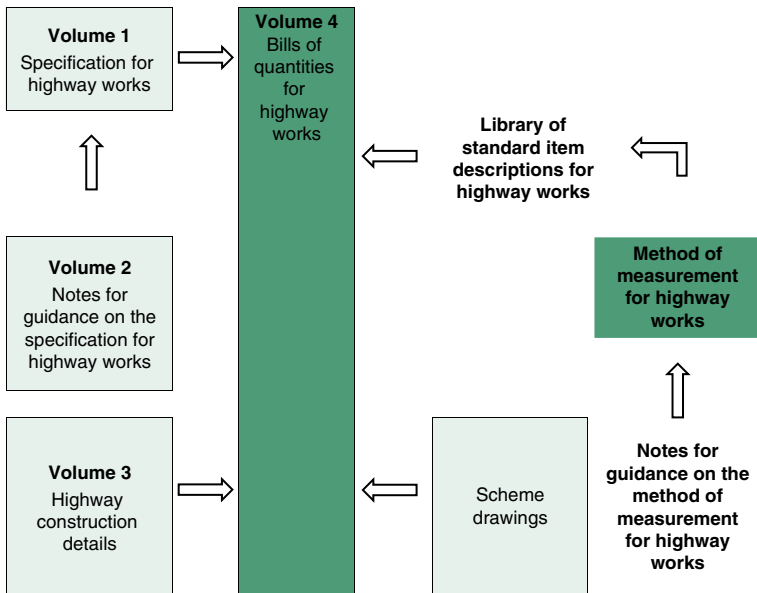 Volume 1
Specification for
highway works
Volume 4
Bills of
quantities
for
highway
works
Library of
standard item
descriptions for
highway works
Volume 2
Notes for
guidance on the
specification for
highway works
Method of
measurement
for highway
works
Volume 3
Highway
construction
details
Scheme
drawings
Notes for
guidance on the
method of
measurement
for highway
works